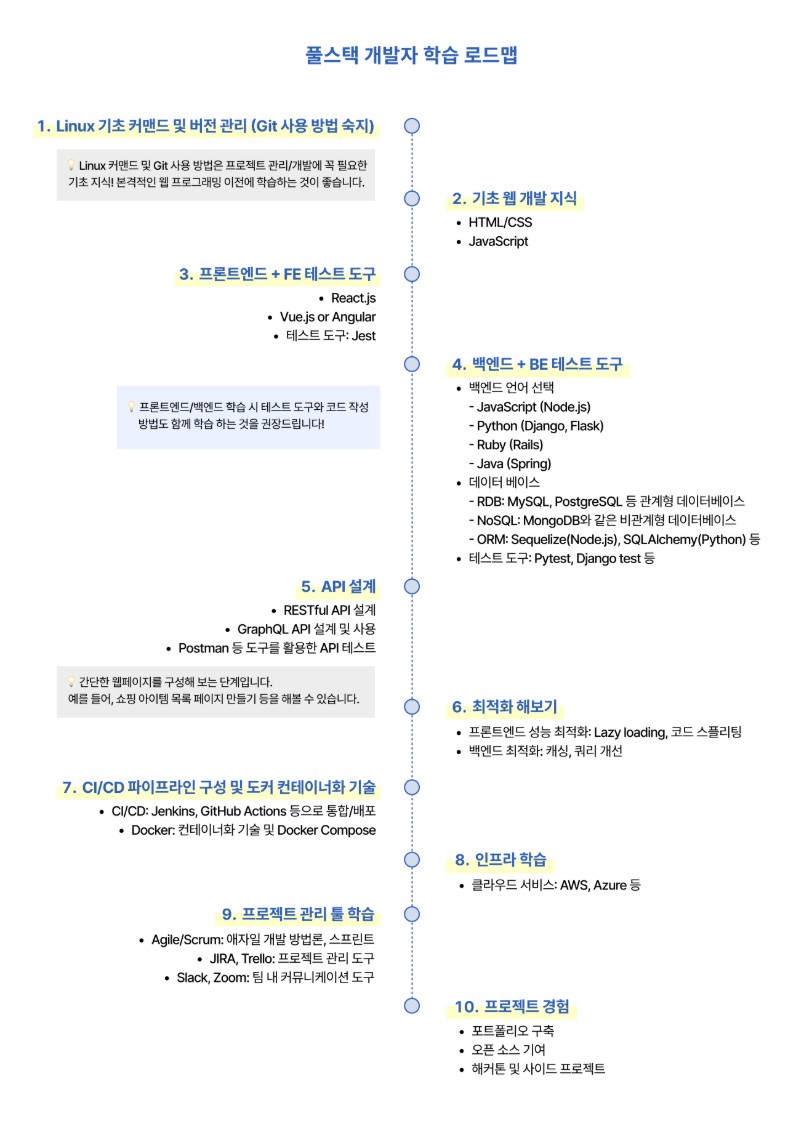 풀스택 개발자 학습 로드맵
1. Linux 기초 커맨드 및 버전 관리 (Git 사용 방법 숙지)
💡 Linux 커맨드 및 Git 사용 방법은 프로젝트 관리/개발에 꼭 필요한
기초 지식! 본격적인 웹 프로그래밍 이전에 학습하는 것이 좋습니다.
2. 기초 웹 개발 지식
• HTML/CSS
• JavaScript
3. 프론트엔드 + FE 테스트 도구
• React.js
• Vue.js or Angular
• 테스트 도구: Jest
4. 백엔드 + BE 테스트 도구
• 백엔드 언어 선택
- JavaScript (Node.js)
- Python (Django, Flask)
- Ruby (Rails)
- Java (Spring)
• 데이터 베이스
- RDB: MySQL, PostgreSQL 등 관계형 데이터베이스
- NoSQL: MongoDB와 같은 비관계형 데이터베이스
- ORM: Sequelize(Node.js), SQLAlchemy(Python) 등
• 테스트 도구: Pytest, Django test 등
💡 프론트엔드/백엔드 학습 시 테스트 도구와 코드 작성
방법도 함께 학습 하는 것을 권장드립니다!
5. API 설계
• RESTful API 설계
• GraphQL API 설계 및 사용
• Postman 등 도구를 활용한 API 테스트
💡 간단한 웹페이지를 구성해 보는 단계입니다.
예를 들어, 쇼핑 아이템 목록 페이지 만들기 등을 해볼 수 있습니다.
6. 최적화 해보기
• 프론트엔드 성능 최적화: Lazy loading, 코드 스플리팅
• 백엔드 최적화: 캐싱, 쿼리 개선
7. CI/CD 파이프라인 구성 및 도커 컨테이너화 기술
• CI/CD: Jenkins, GitHub Actions 등으로 통합/배포
• Docker: 컨테이너화 기술 및 Docker Compose
8. 인프라 학습
• 클라우드 서비스: AWS, Azure 등
9. 프로젝트 관리 툴 학습
• Agile/Scrum: 애자일 개발 방법론, 스프린트
• JIRA, Trello: 프로젝트 관리 도구
• Slack, Zoom: 팀 내 커뮤니케이션 도구
10. 프로젝트 경험
• 포트폴리오 구축
• 오픈 소스 기여
• 해커톤 및 사이드 프로젝트